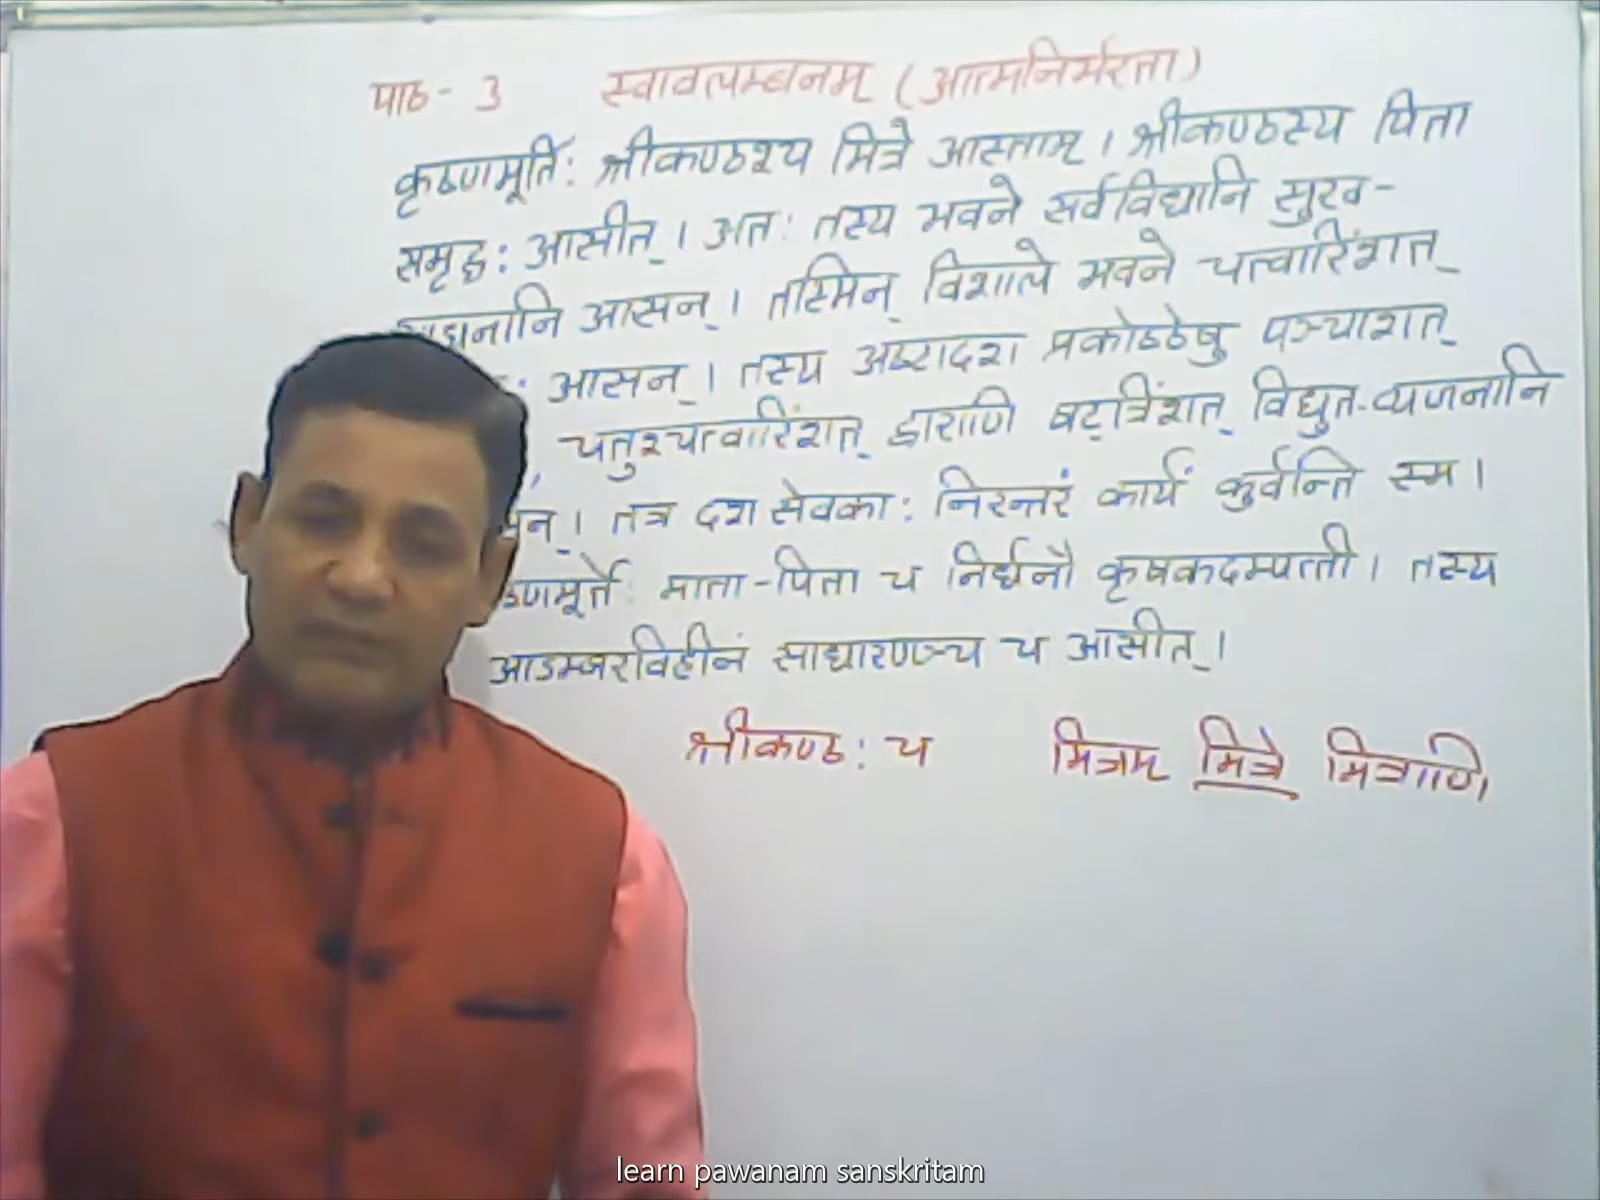 पाठ - 3 स्वावलम्बनम् (आत्मनिर्भरता)
कृष्णमूर्ति: श्रीकण्ठश्य मित्रे आस्ताम् । श्रीकण्ठस्य पिता
समृद्ध: आसीत् । अत: तस्य भवने सर्वविधानि सुख-
धनानि आसन् । तस्मिन् विशाले भवने चत्वारिंशत्
: आसन् । तस्य अष्टादश प्रकोष्ठेषु पञ्चाशत्
, चतुश्चत्वारिंशत् द्वाराणि षट्त्रिंशत् विद्युत-व्यजनानि
न् । तत्र दश सेवका: निरन्तरं कार्यं कुर्वन्ति स्म ।
ष्णमूर्ते: माता-पिता च निर्धनौ कृषकदम्पत्ती । तस्य
आडम्बरविहीनं साधारणञ्च च आसीत् ।
श्रीकण्ठ: च मित्रम् मित्रे मित्राणि
learn pawanam sanskritam